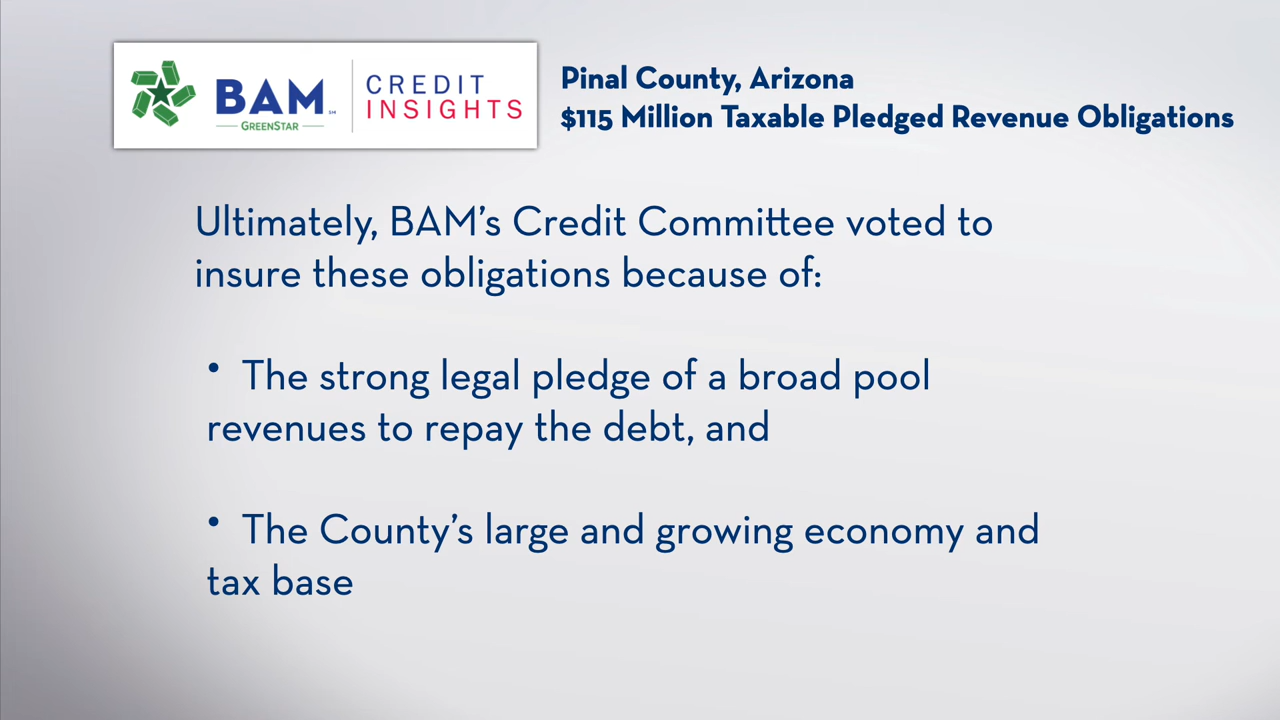 BAM SM
GREENSTAR
CREDIT
INSIGHTS
Pinal County, Arizona
$115 Million Taxable Pledged Revenue Obligations
Ultimately, BAM's Credit Committee voted to
insure these obligations because of:
• The strong legal pledge of a broad pool
revenues to repay the debt, and
• The County's large and growing economy and
tax base